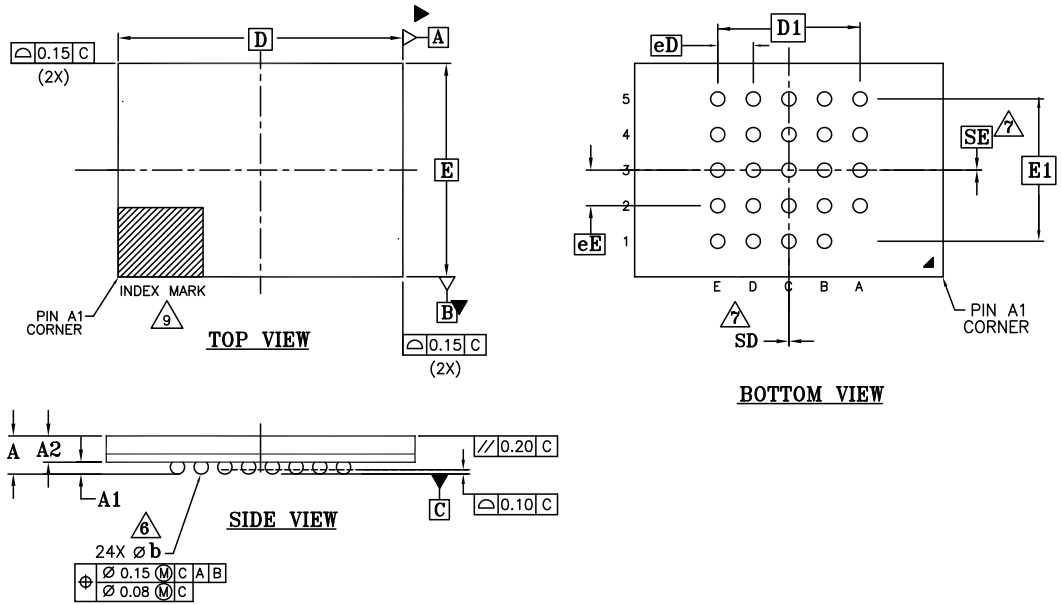 D
A
⌓ 0.15 C
(2X)
E
INDEX MARK
PIN A1
CORNER
9
B
TOP VIEW
⌓ 0.15 C
(2X)
D1
eD
5
4
3
2
1
7
SE
E1
eE
E D C B A
7
SD
PIN A1
CORNER
BOTTOM VIEW
A
A2
// 0.20 C
A1
C
⌓ 0.10 C
SIDE VIEW
6
24X ⌀ b
⌖ ⌀ 0.15 Ⓜ C A B
⌀ 0.08 Ⓜ C